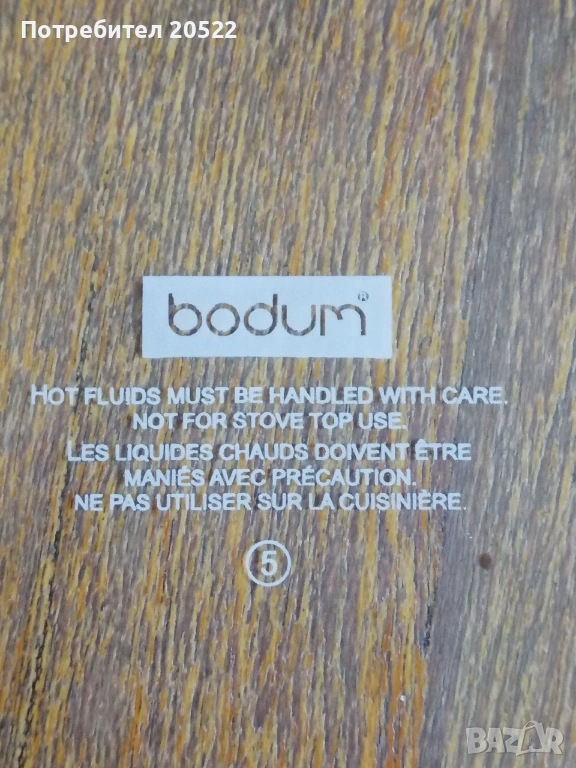 Потребител 20522
bodum®
HOT FLUIDS MUST BE HANDLED WITH CARE.
NOT FOR STOVE TOP USE.
LES LIQUIDES CHAUDS DOIVENT ÊTRE
MANIÉS AVEC PRÉCAUTION.
NE PAS UTILISER SUR LA CUISINIÈRE.
5
BAZAR